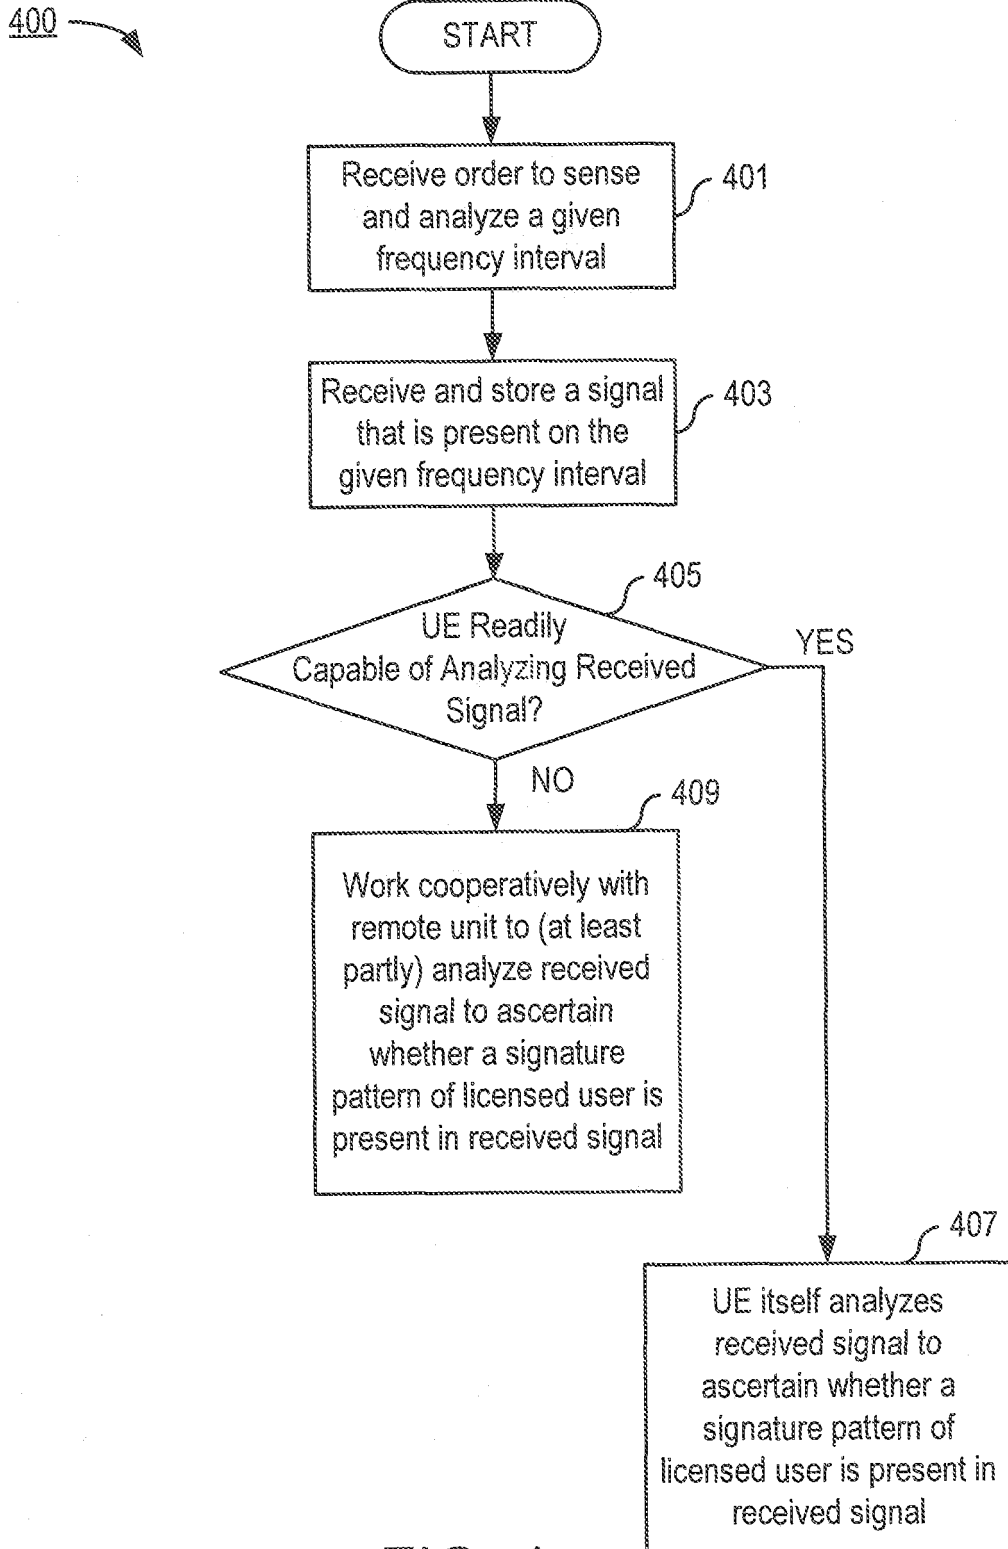 400
START
Receive order to sense
and analyze a given
frequency interval
401
Receive and store a signal
that is present on the
given frequency interval
403
405
UE Readily
Capable of Analyzing Received
Signal?
YES
NO
409
Work cooperatively with
remote unit to (at least
partly) analyze received
signal to ascertain
whether a signature
pattern of licensed user is
present in received signal
407
UE itself analyzes
received signal to
ascertain whether a
signature pattern of
licensed user is present in
received signal